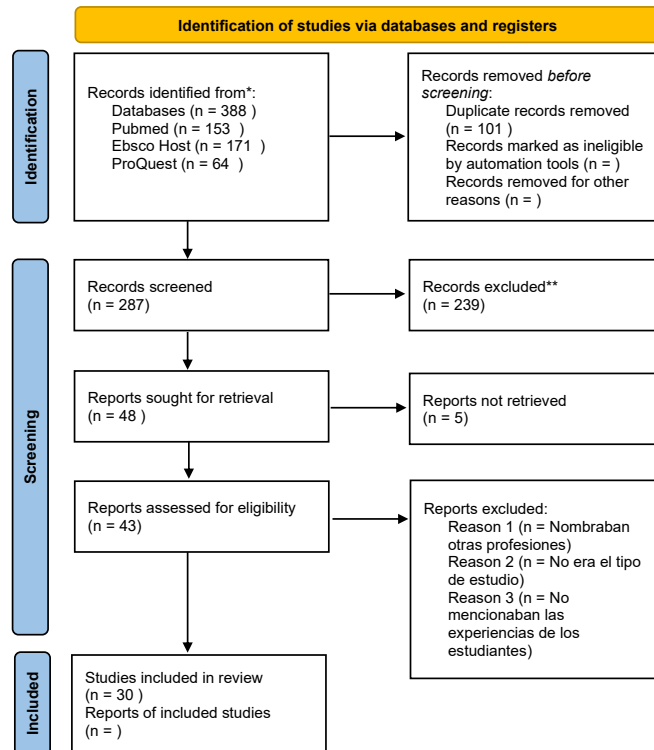 Identification of studies via databases and registers
Identification
Records identified from*:
Databases (n = 388 )
Pubmed (n = 153 )
Ebsco Host (n = 171 )
ProQuest (n = 64 )
Records removed before
screening:
Duplicate records removed
(n = 101 )
Records marked as ineligible
by automation tools (n = )
Records removed for other
reasons (n = )
Screening
Records screened
(n = 287)
Records excluded**
(n = 239)
Reports sought for retrieval
(n = 48 )
Reports not retrieved
(n = 5)
Reports assessed for eligibility
(n = 43)
Reports excluded:
Reason 1 (n = Nombraban
otras profesiones)
Reason 2 (n = No era el tipo
de estudio)
Reason 3 (n = No
mencionaban las
experiencias de los
estudiantes)
Included
Studies included in review
(n = 30 )
Reports of included studies
(n = )